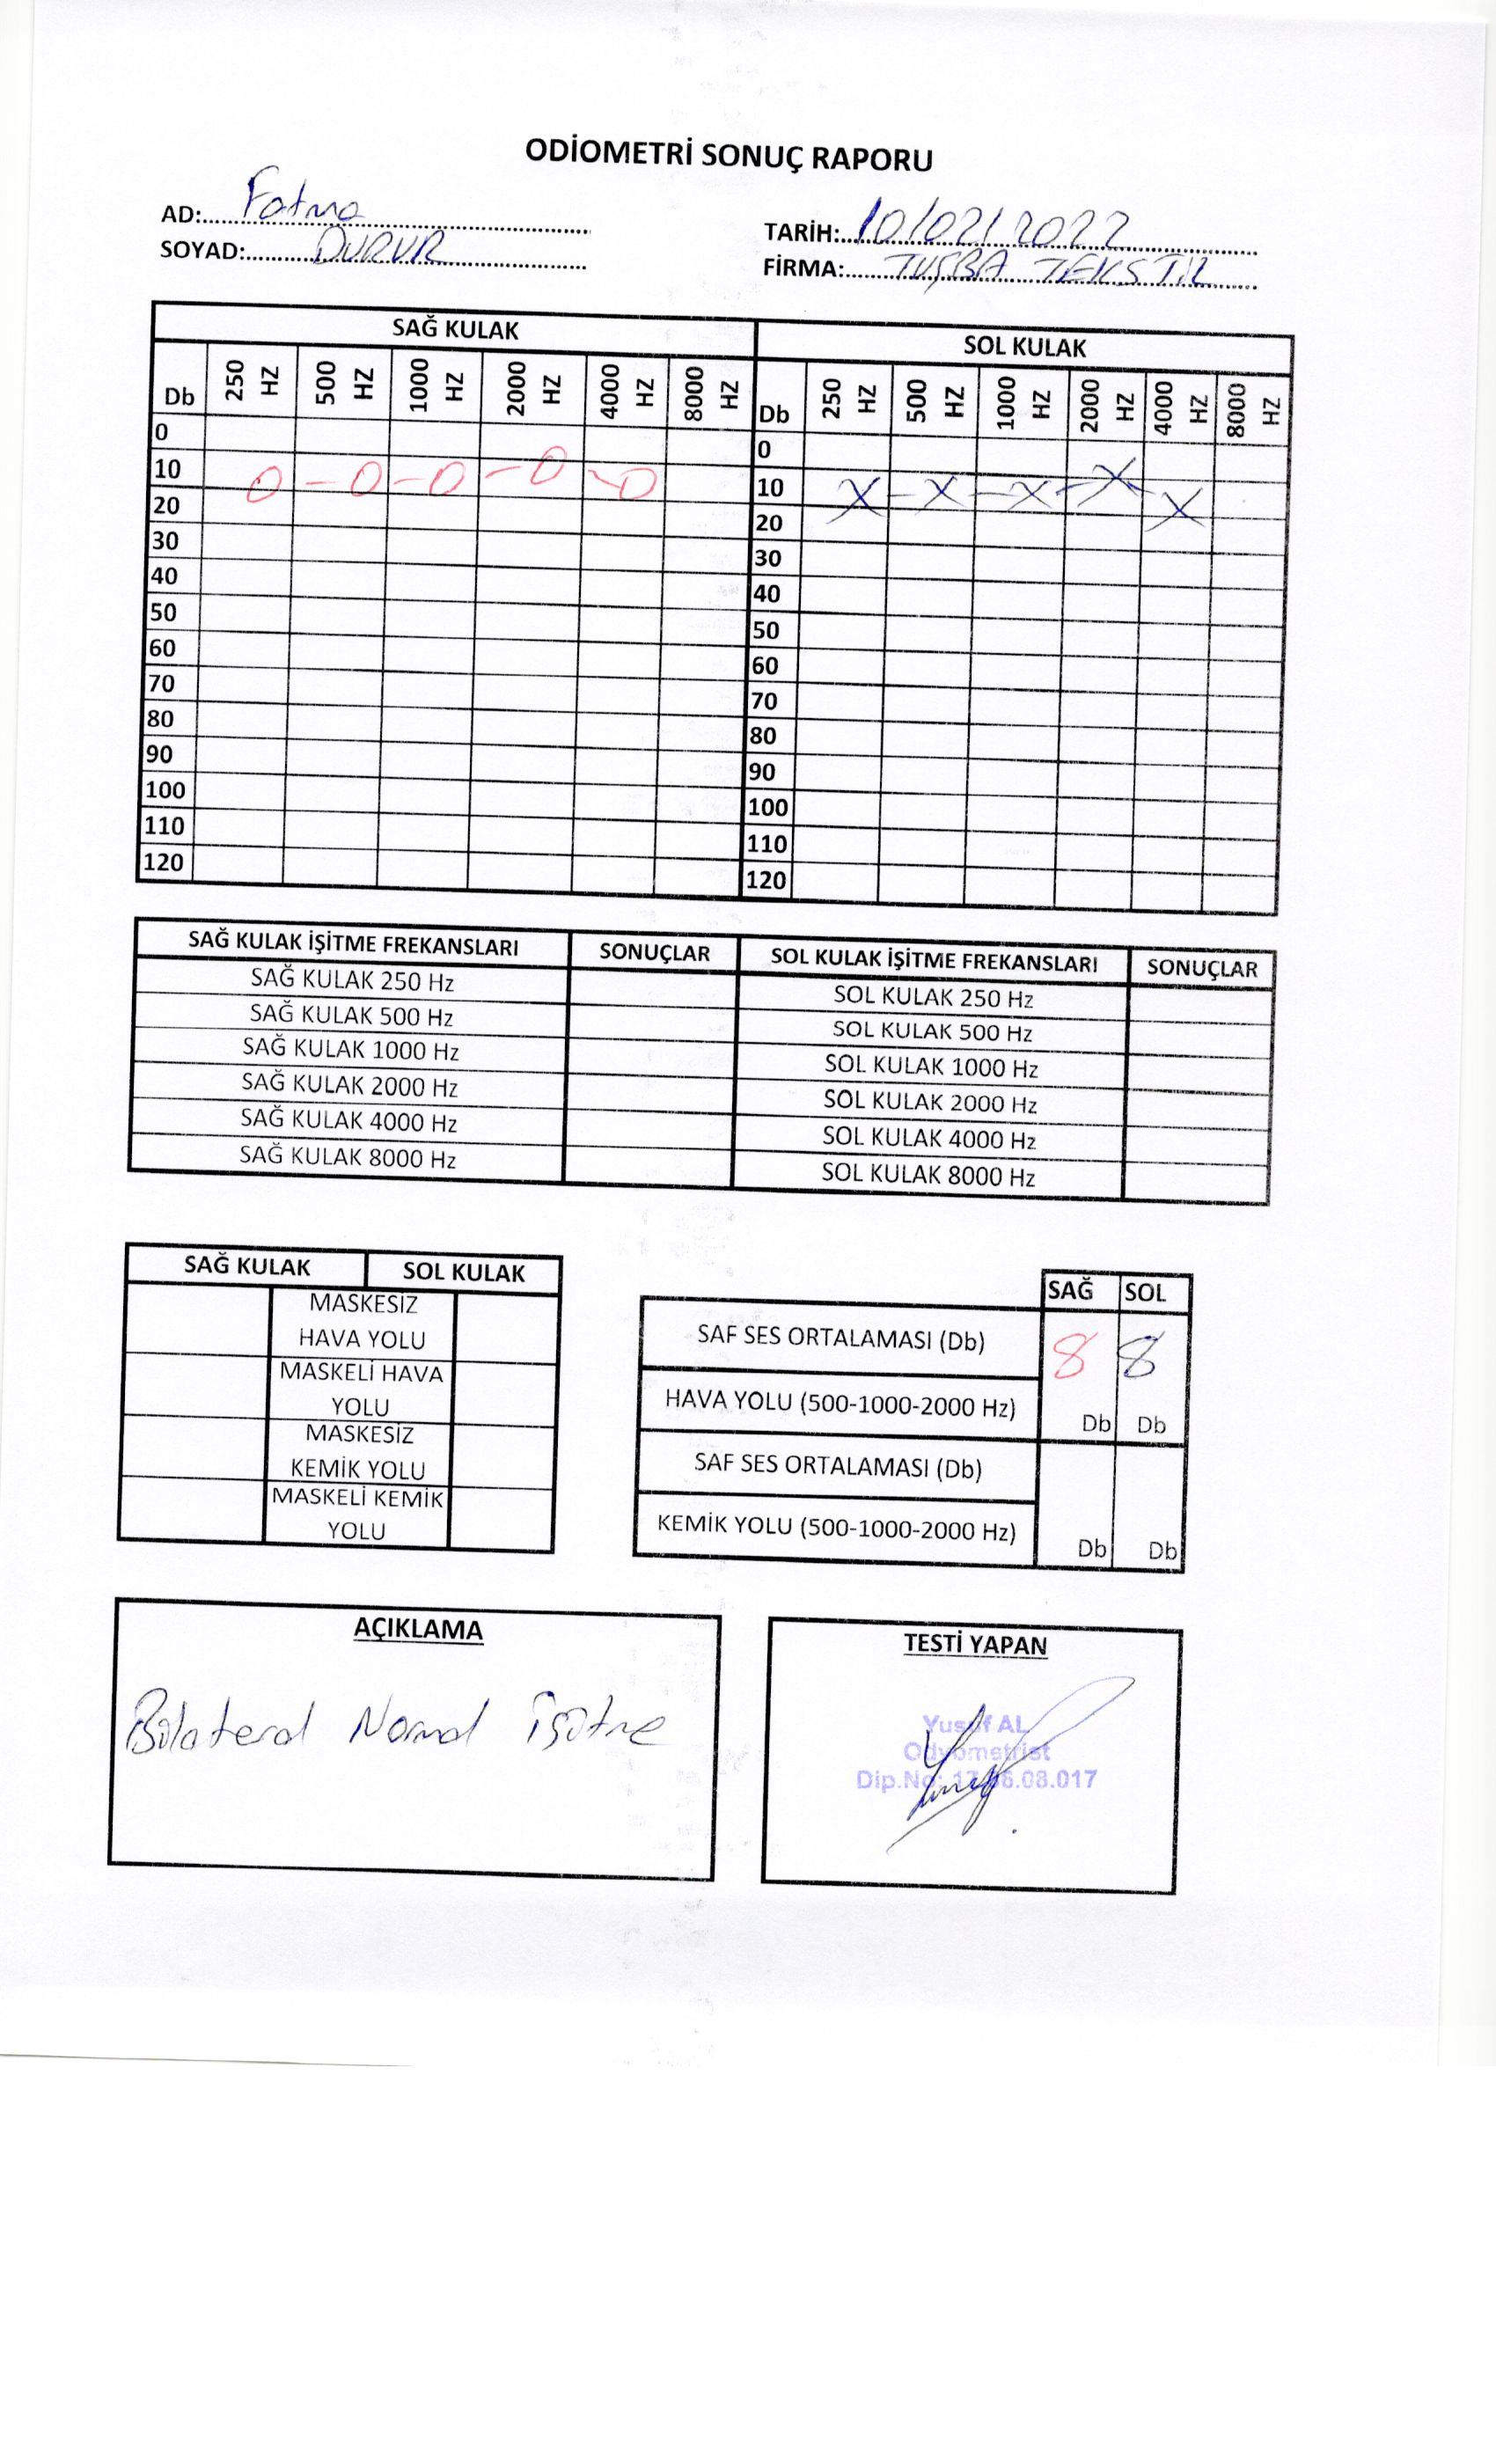 ODİOMETRİ SONUÇ RAPORU
AD: Fatma
SOYAD: DURUR
TARİH: 10/02/2022
FİRMA: TUŞBA TEKSTİL
SAĞ KULAK SOL KULAK
Db 250 HZ 500 HZ 1000 HZ 2000 HZ 4000 HZ 8000 HZ Db 250 HZ 500 HZ 1000 HZ 2000 HZ 4000 HZ 8000 HZ
0 0
10 0-0-0-0-0 10 X-X-X-X-X
20 20
30 30
40 40
50 50
60 60
70 70
80 80
90 90
100 100
110 110
120 120
SAĞ KULAK İŞİTME FREKANSLARI SONUÇLAR SOL KULAK İŞİTME FREKANSLARI SONUÇLAR
SAĞ KULAK 250 Hz SOL KULAK 250 Hz
SAĞ KULAK 500 Hz SOL KULAK 500 Hz
SAĞ KULAK 1000 Hz SOL KULAK 1000 Hz
SAĞ KULAK 2000 Hz SOL KULAK 2000 Hz
SAĞ KULAK 4000 Hz SOL KULAK 4000 Hz
SAĞ KULAK 8000 Hz SOL KULAK 8000 Hz
SAĞ KULAK SOL KULAK
MASKESİZ
HAVA YOLU
MASKELİ HAVA
YOLU
MASKESİZ
KEMİK YOLU
MASKELİ KEMİK
YOLU
SAĞ SOL
SAF SES ORTALAMASI (Db) 8 8
HAVA YOLU (500-1000-2000 Hz) Db Db
SAF SES ORTALAMASI (Db)
KEMİK YOLU (500-1000-2000 Hz) Db Db
AÇIKLAMA
Bilateral Normal işitme
TESTİ YAPAN
Yusuf AL
Odyometrist
Dip.No: .08.017